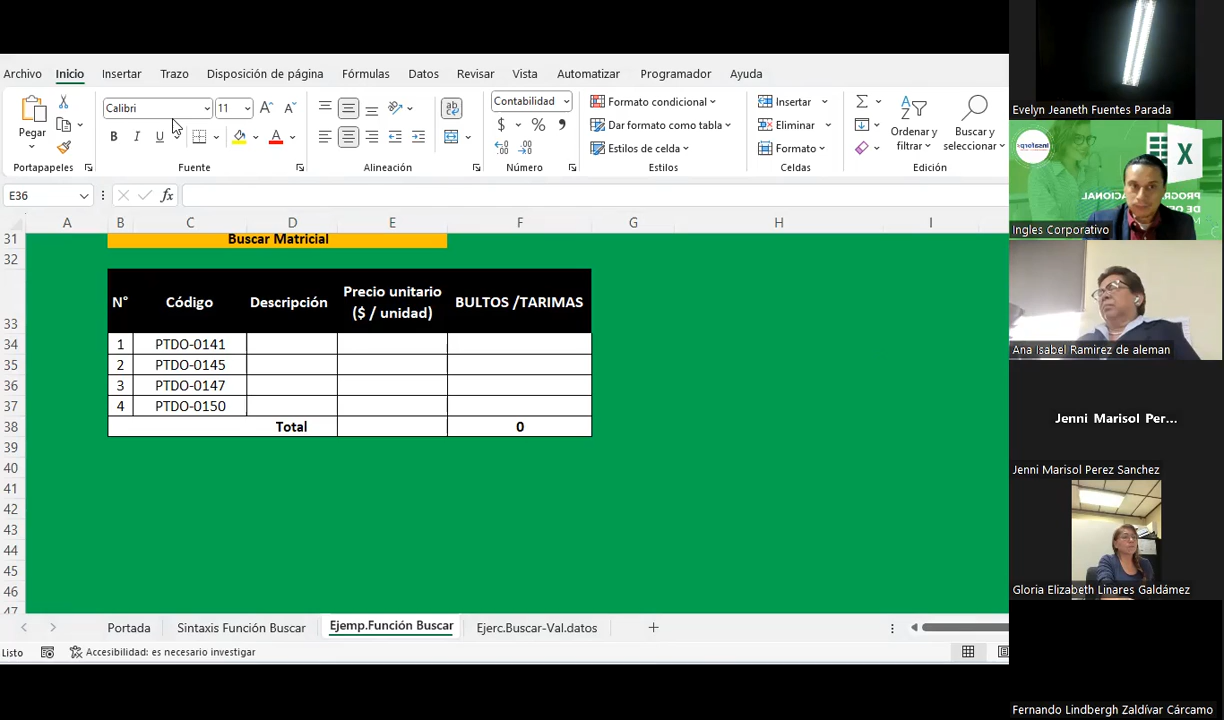 Archivo Inicio Insertar Trazo Disposición de página Fórmulas Datos Revisar Vista Automatizar Programador Ayuda
Pegar
Calibri 11
Contabilidad
Formato condicional
Dar formato como tabla
Estilos de celda
Insertar
Eliminar
Formato
Ordenar y filtrar
Buscar y seleccionar
Portapapeles Fuente Alineación Número Estilos Celdas Edición
E36 fx
A B C D E F G H I
31 Buscar Matricial
32
33 N° Código Descripción Precio unitario ($ / unidad) BULTOS /TARIMAS
34 1 PTDO-0141
35 2 PTDO-0145
36 3 PTDO-0147
37 4 PTDO-0150
38 Total 0
39
40
41
42
43
44
45
46
47
Portada Sintaxis Función Buscar Ejemp.Función Buscar Ejerc.Buscar-Val.datos
Listo Accesibilidad: es necesario investigar
Evelyn Jeaneth Fuentes Parada
Ingles Corporativo
Ana Isabel Ramirez de aleman
Jenni Marisol Per...
Jenni Marisol Perez Sanchez
Gloria Elizabeth Linares Galdámez
Fernando Lindbergh Zaldívar Cárcamo